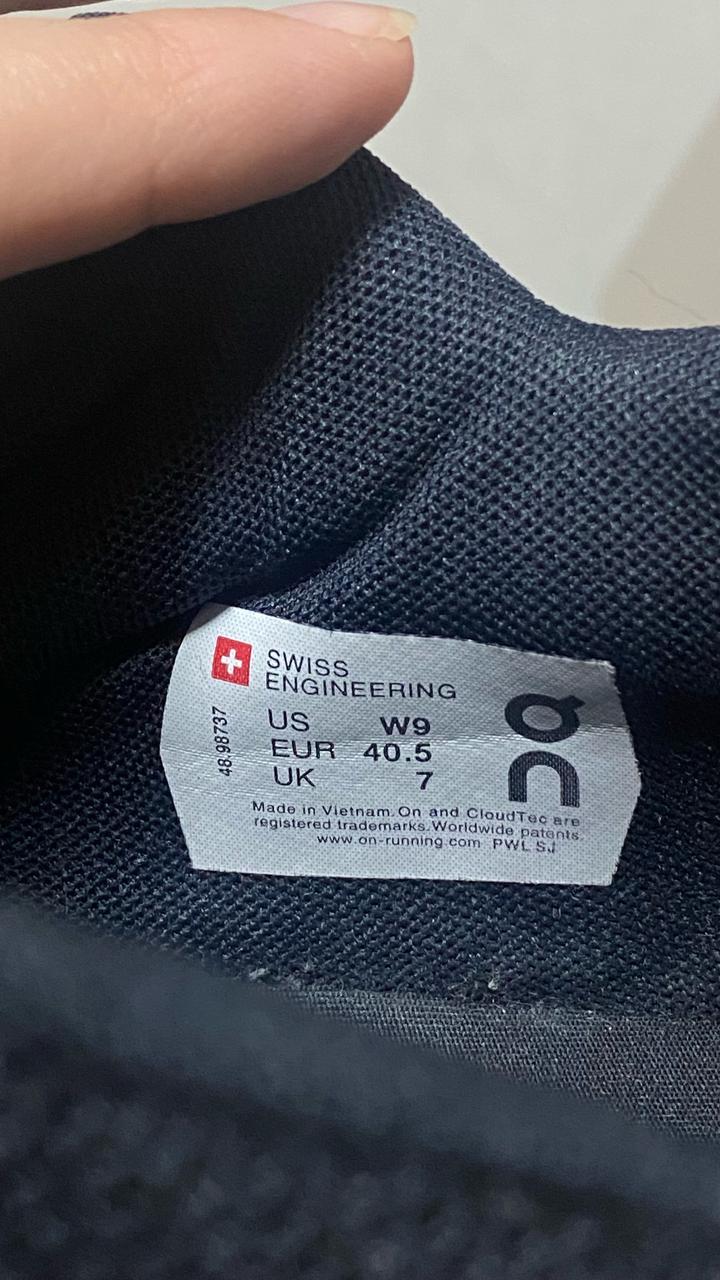 SWISS
ENGINEERING
US W9
EUR 40.5
UK 7
48.98737
On
Made in Vietnam. On and CloudTec are
registered trademarks. Worldwide patents.
www.on-running.com PWL SJ